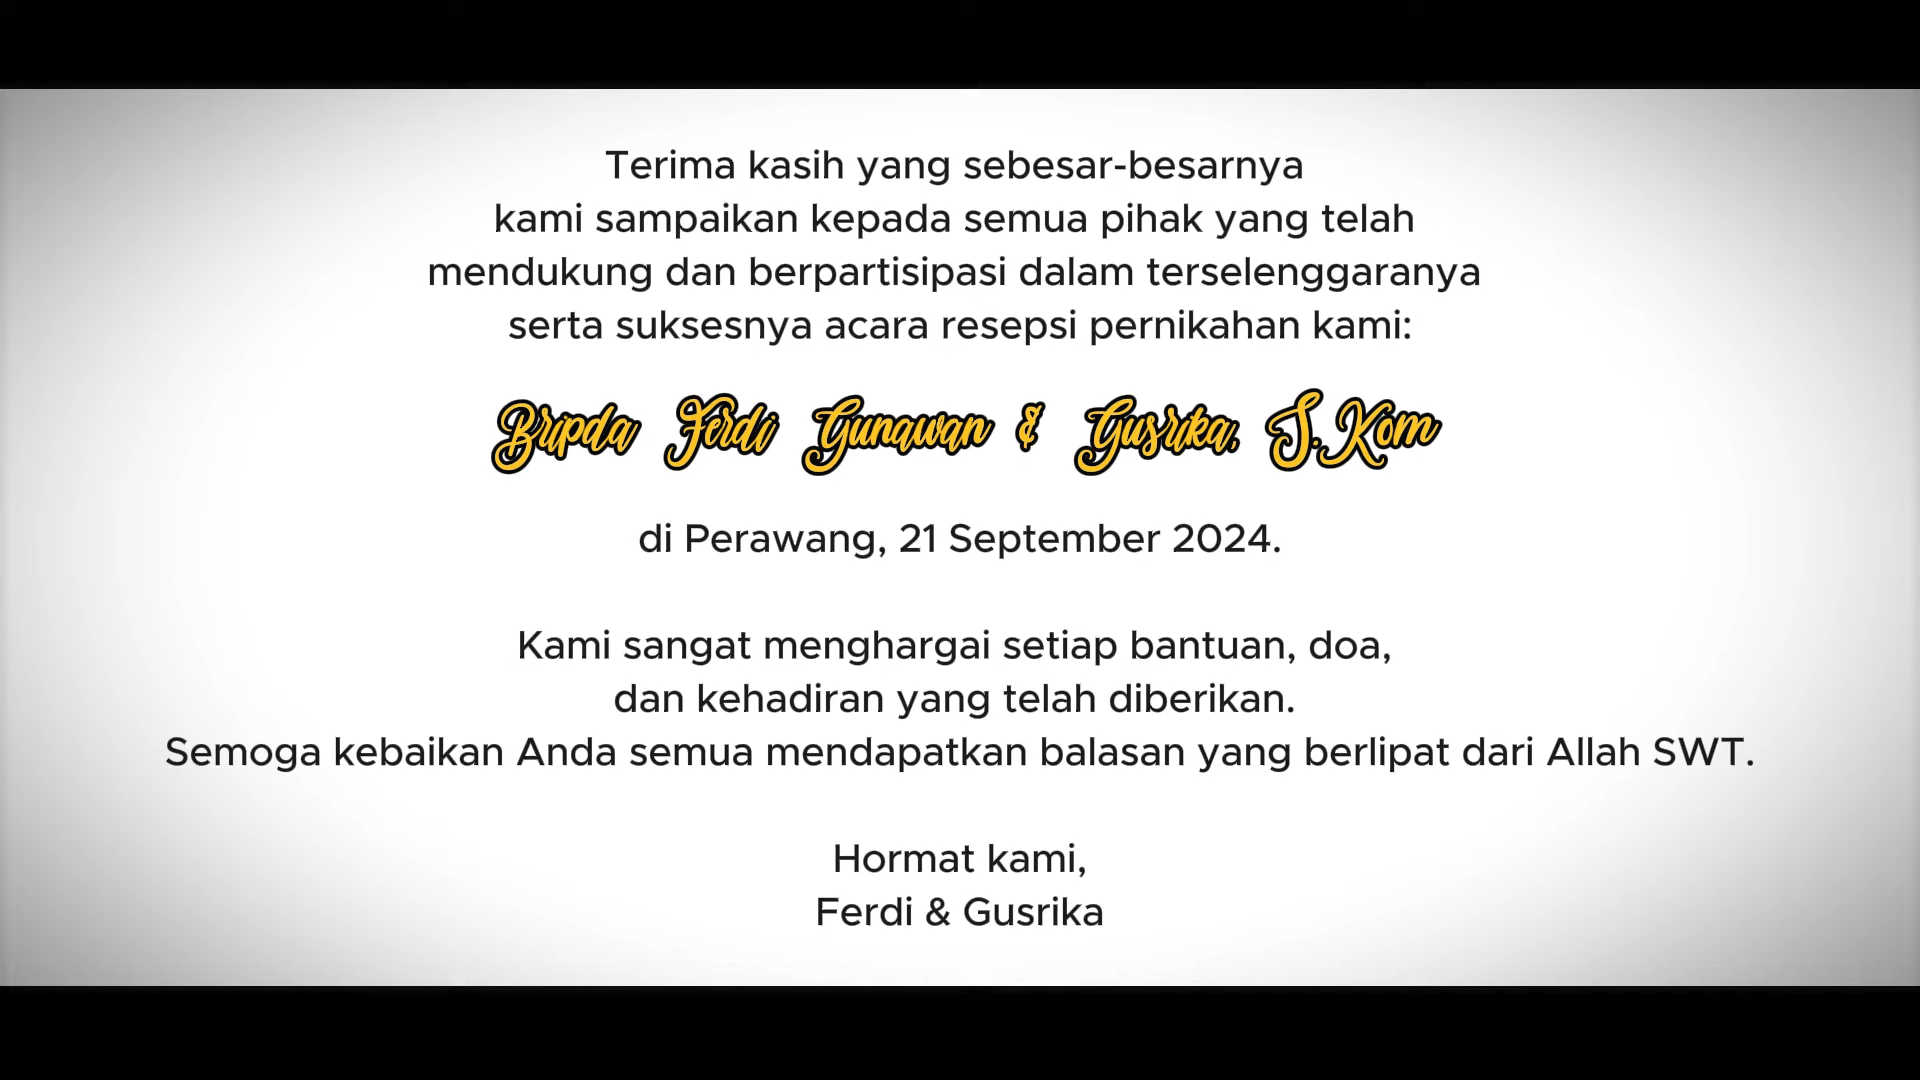 Terima kasih yang sebesar-besarnya
kami sampaikan kepada semua pihak yang telah
mendukung dan berpartisipasi dalam terselenggaranya
serta suksesnya acara resepsi pernikahan kami:
Bripda Ferdi Gunawan & Gusrika, S.Kom
di Perawang, 21 September 2024.
Kami sangat menghargai setiap bantuan, doa,
dan kehadiran yang telah diberikan.
Semoga kebaikan Anda semua mendapatkan balasan yang berlipat dari Allah SWT.
Hormat kami,
Ferdi & Gusrika